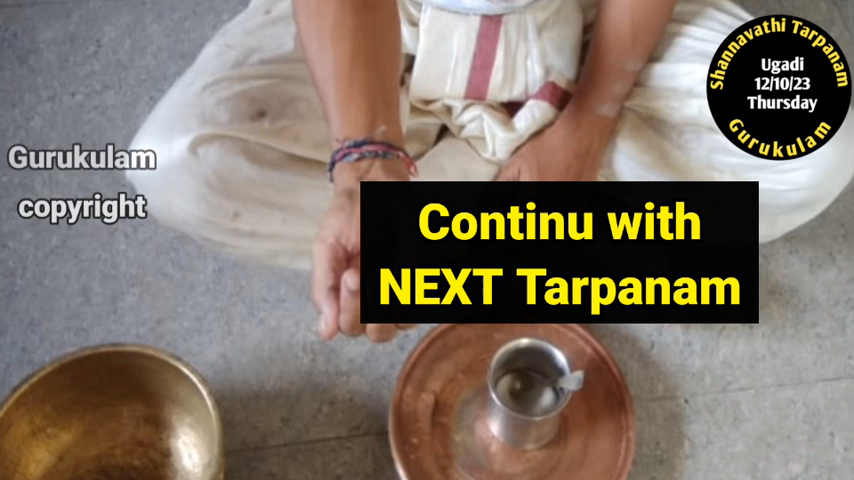 Shannavathi Tarpanam
Ugadi
12/10/23
Thursday
Gurukulam
Gurukulam
copyright
Continu with
NEXT Tarpanam